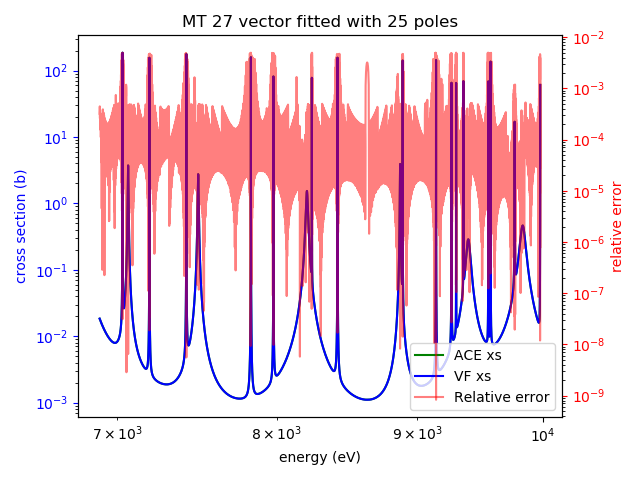 MT 27 vector fitted with 25 poles
cross section (b)
10²
10¹
10⁰
10⁻¹
10⁻²
10⁻³
10⁻²
10⁻³
10⁻⁴
10⁻⁵
10⁻⁶
10⁻⁷
10⁻⁸
10⁻⁹
relative error
ACE xs
VF xs
Relative error
7 × 10³ 8 × 10³ 9 × 10³ 10⁴
energy (eV)